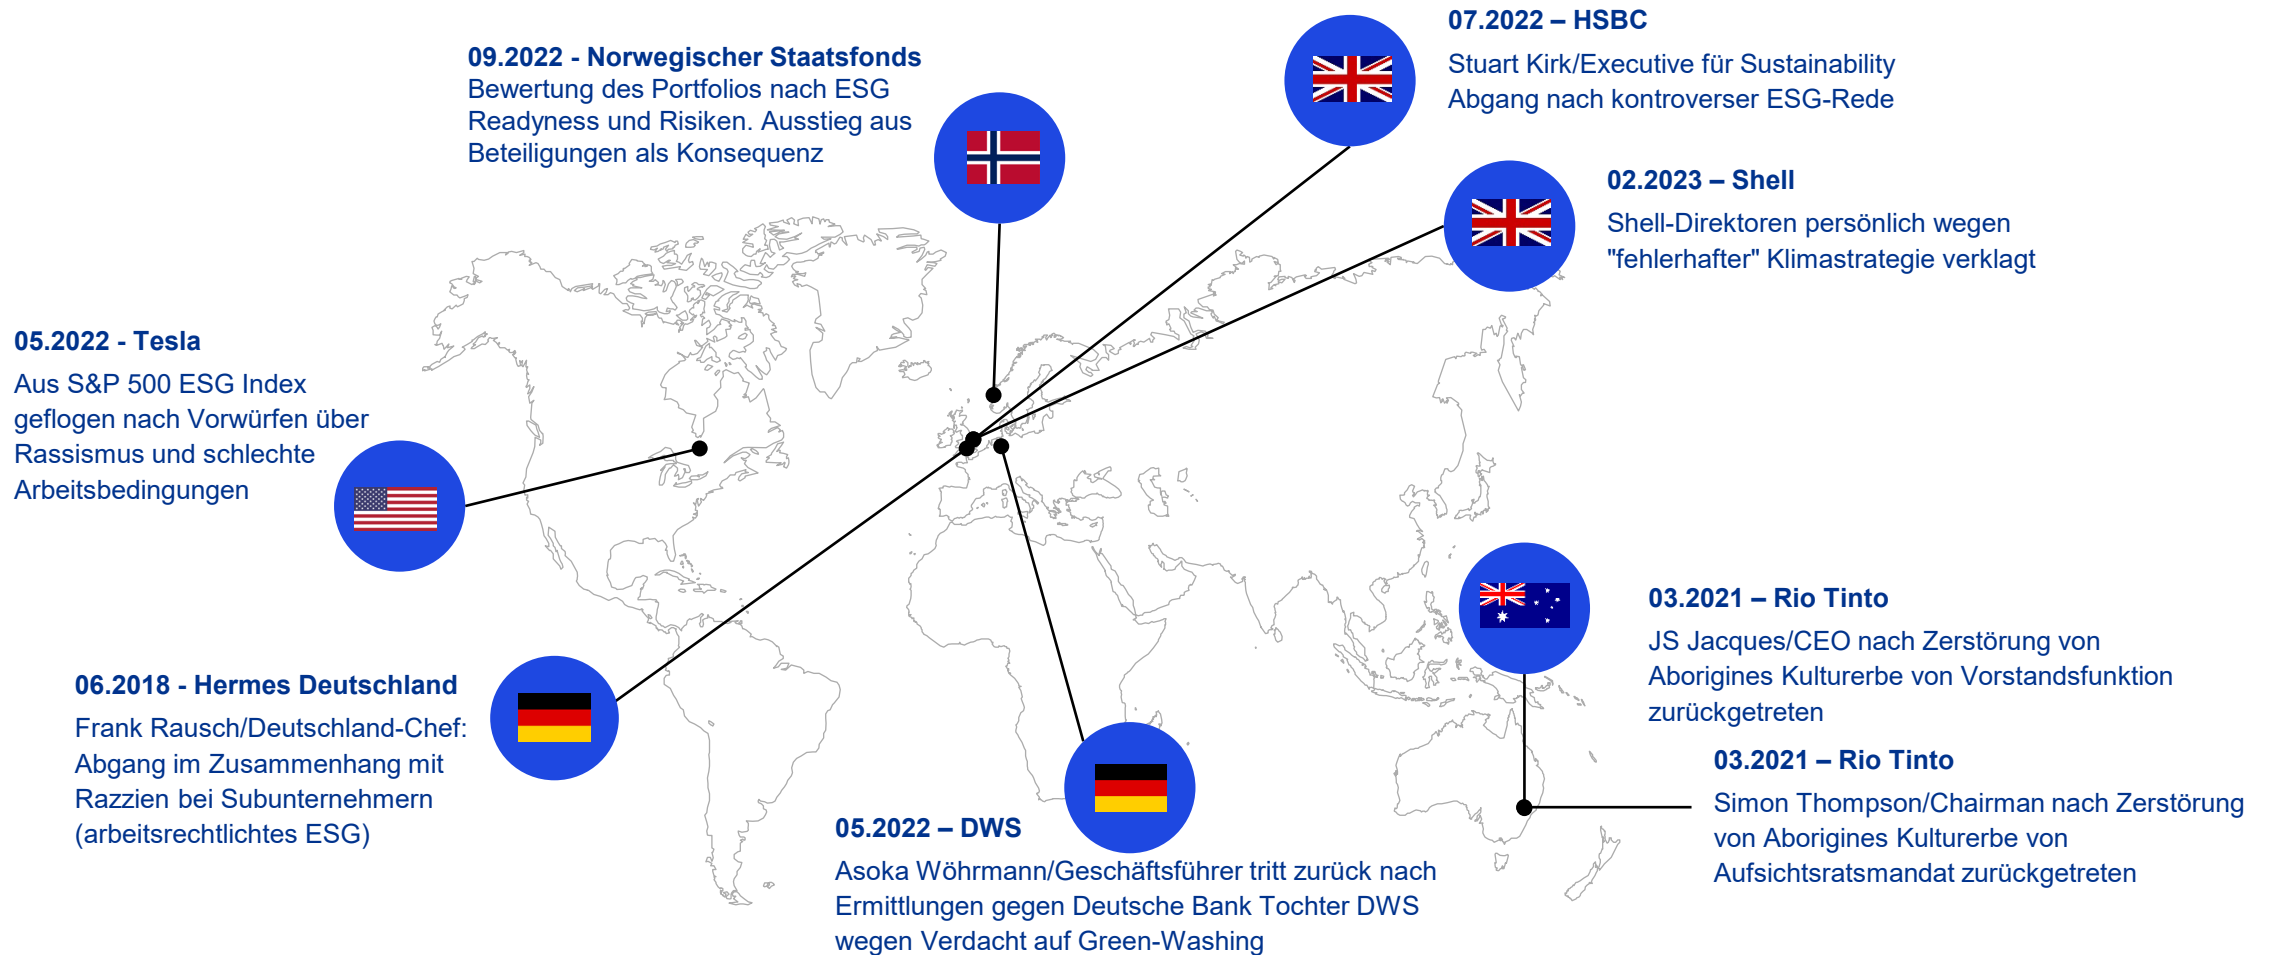 07.2022 – HSBC
Stuart Kirk/Executive für Sustainability
Abgang nach kontroverser ESG-Rede
09.2022 - Norwegischer Staatsfonds
Bewertung des Portfolios nach ESG
Readyness und Risiken. Ausstieg aus
Beteiligungen als Konsequenz
02.2023 – Shell
Shell-Direktoren persönlich wegen
"fehlerhafter" Klimastrategie verklagt
05.2022 - Tesla
Aus S&P 500 ESG Index
geflogen nach Vorwürfen über
Rassismus und schlechte
Arbeitsbedingungen
03.2021 – Rio Tinto
JS Jacques/CEO nach Zerstörung von
Aborigines Kulturerbe von Vorstandsfunktion
zurückgetreten
06.2018 - Hermes Deutschland
Frank Rausch/Deutschland-Chef:
Abgang im Zusammenhang mit
Razzien bei Subunternehmern
(arbeitsrechtlichtes ESG)
03.2021 – Rio Tinto
Simon Thompson/Chairman nach Zerstörung
von Aborigines Kulturerbe von
Aufsichtsratsmandat zurückgetreten
05.2022 – DWS
Asoka Wöhrmann/Geschäftsführer tritt zurück nach
Ermittlungen gegen Deutsche Bank Tochter DWS
wegen Verdacht auf Green-Washing